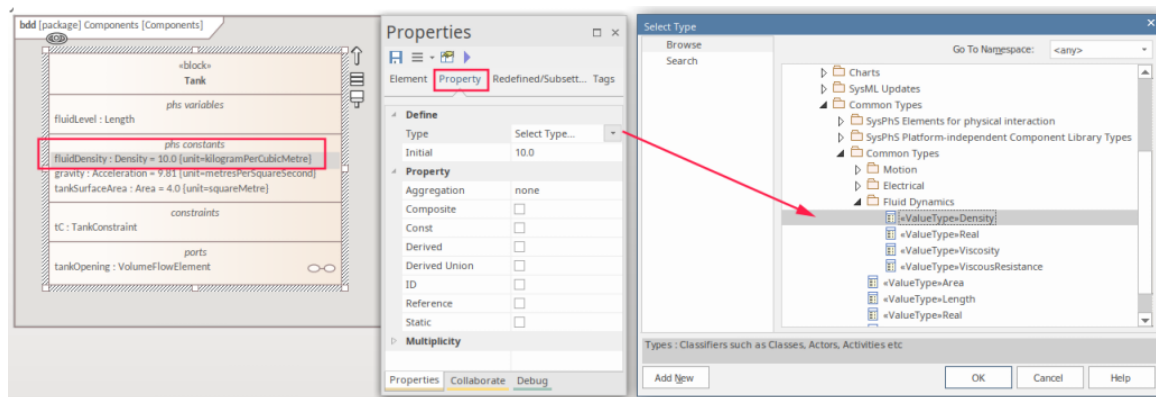 bdd [package] Components [Components]
«block»
Tank
phs variables
fluidLevel : Length
phs constants
fluidDensity : Density = 10.0 {unit=kilogramPerCubicMetre}
gravity : Acceleration = 9.81 {unit=metresPerSquareSecond}
tankSurfaceArea : Area = 4.0 {unit=squareMetre}
constraints
tC : TankConstraint
ports
tankOpening : VolumeFlowElement
Properties
Element Property Redefined/Subsett... Tags
Define
Type Select Type...
Initial 10.0
Property
Aggregation none
Composite
Const
Derived
Derived Union
ID
Reference
Static
Multiplicity
Properties Collaborate Debug
Select Type
Browse
Search
Go To Namespace: <any>
Charts
SysML Updates
Common Types
SysPhS Elements for physical interaction
SysPhS Platform-independent Component Library Types
Common Types
Motion
Electrical
Fluid Dynamics
«ValueType»Density
«ValueType»Real
«ValueType»Viscosity
«ValueType»ViscousResistance
«ValueType»Area
«ValueType»Length
«ValueType»Real
Types : Classifiers such as Classes, Actors, Activities etc
Add New OK Cancel Help